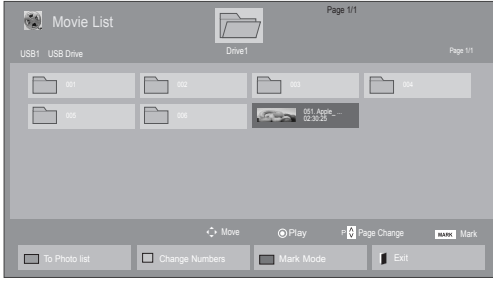 Movie List
Page 1/1
Drive1
USB1 USB Drive
Page 1/1
001 002 003 004
005 006 051. Apple_ ...
02:30:25
Move Play P Page Change MARK Mark
To Photo list Change Numbers Mark Mode Exit